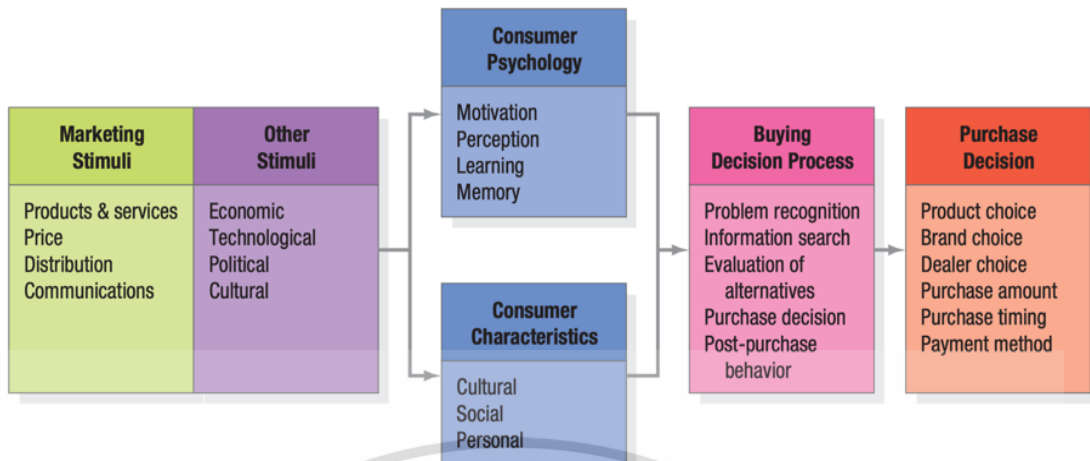 Consumer
Psychology
Motivation
Perception
Learning
Memory
Marketing
Stimuli
Products & services
Price
Distribution
Communications
Other
Stimuli
Economic
Technological
Political
Cultural
Consumer
Characteristics
Cultural
Social
Personal
Buying
Decision Process
Problem recognition
Information search
Evaluation of
alternatives
Purchase decision
Post-purchase
behavior
Purchase
Decision
Product choice
Brand choice
Dealer choice
Purchase amount
Purchase timing
Payment method